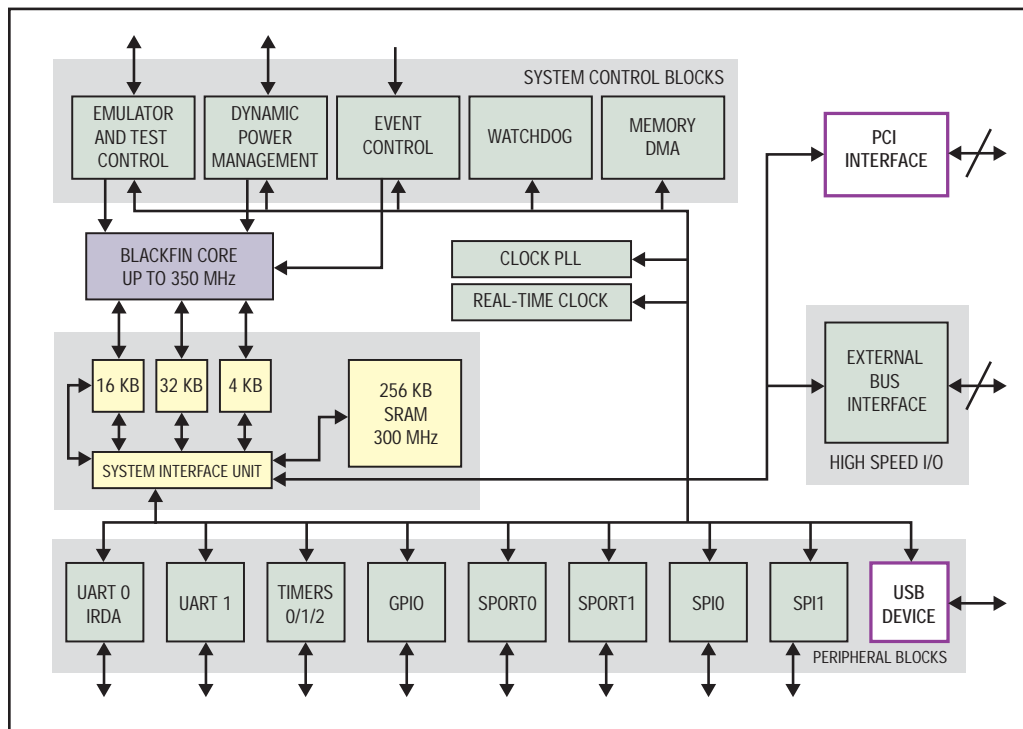 SYSTEM CONTROL BLOCKS
EMULATOR
AND TEST
CONTROL
DYNAMIC
POWER
MANAGEMENT
EVENT
CONTROL
WATCHDOG
MEMORY
DMA
PCI
INTERFACE
BLACKFIN CORE
UP TO 350 MHz
CLOCK PLL
REAL-TIME CLOCK
16 KB
32 KB
4 KB
256 KB
SRAM
300 MHz
SYSTEM INTERFACE UNIT
EXTERNAL
BUS
INTERFACE
HIGH SPEED I/O
UART 0
IRDA
UART 1
TIMERS
0/1/2
GPIO
SPORT0
SPORT1
SPI0
SPI1
USB
DEVICE
PERIPHERAL BLOCKS